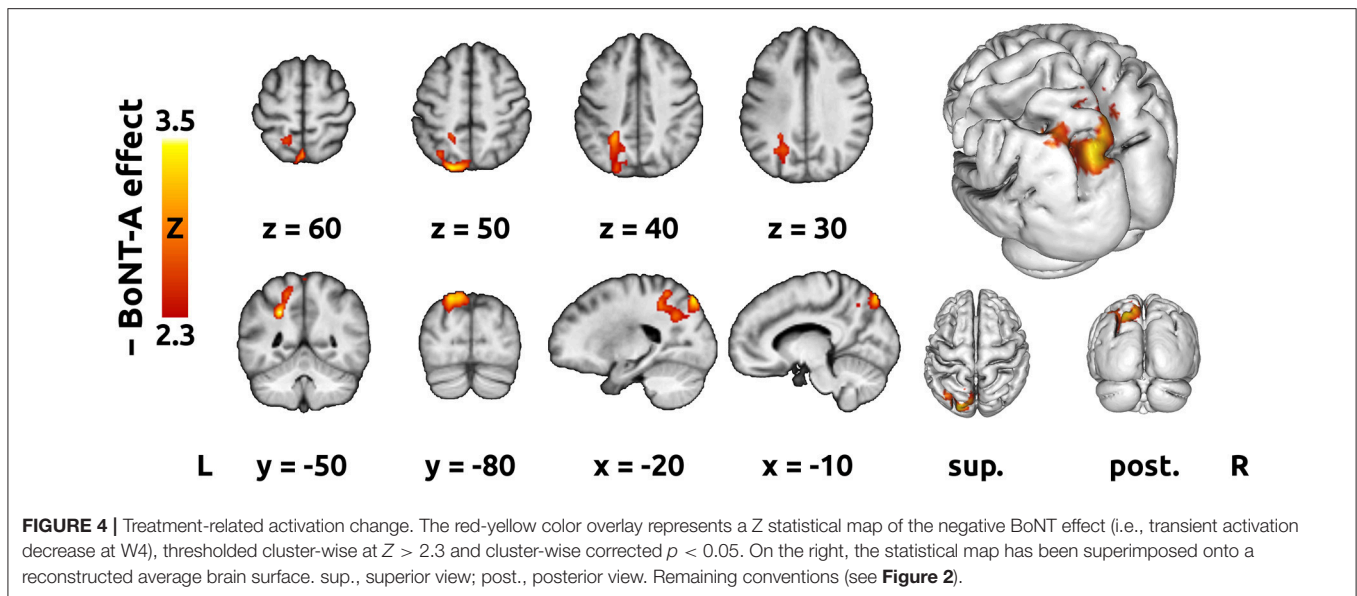 – BoNT-A effect
3.5
Z
2.3
z = 60 z = 50 z = 40 z = 30
L y = -50 y = -80 x = -20 x = -10 sup. post. R
FIGURE 4 | Treatment-related activation change. The red-yellow color overlay represents a Z statistical map of the negative BoNT effect (i.e., transient activation
decrease at W4), thresholded cluster-wise at Z > 2.3 and cluster-wise corrected p < 0.05. On the right, the statistical map has been superimposed onto a
reconstructed average brain surface. sup., superior view; post., posterior view. Remaining conventions (see Figure 2).